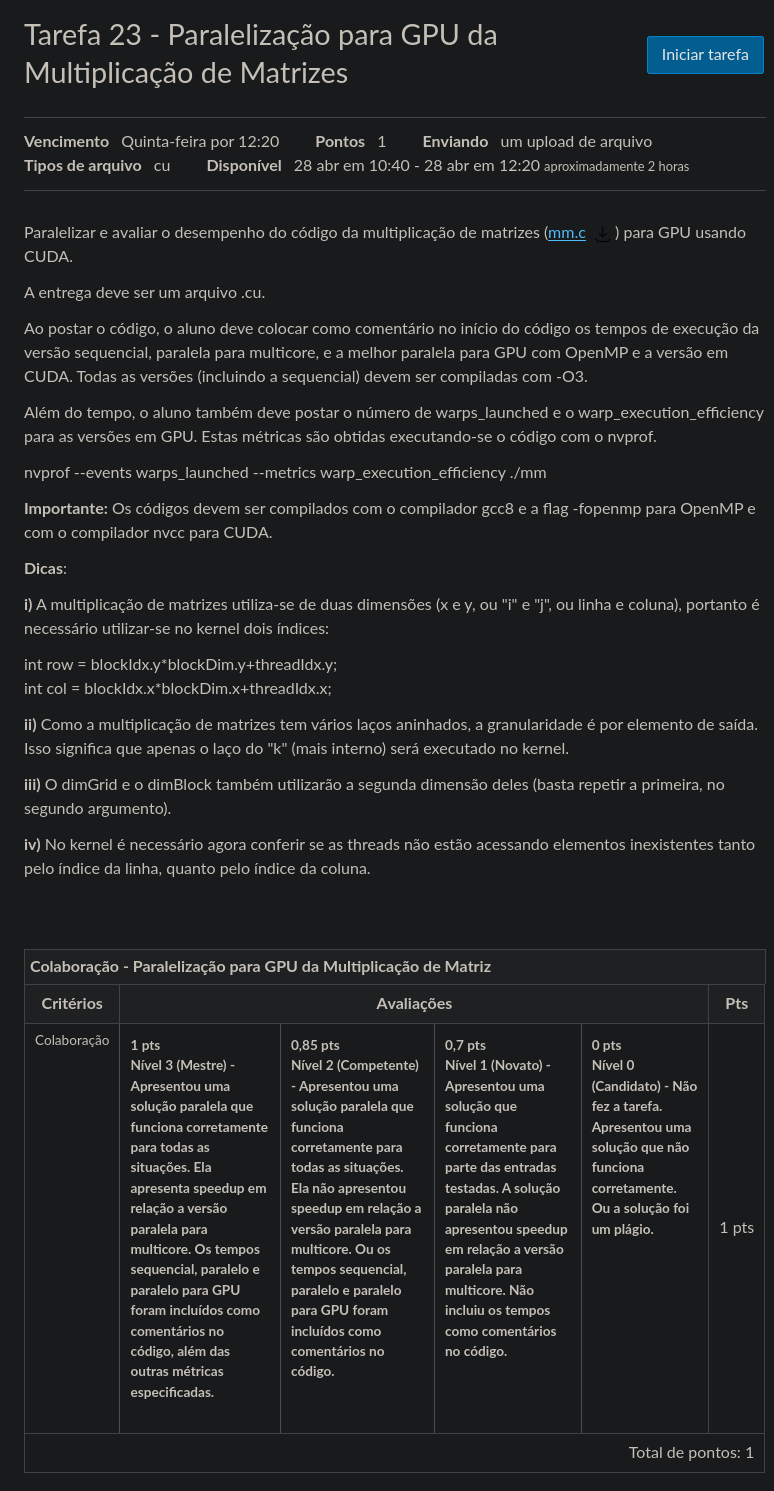 Tarefa 23 - Paralelização para GPU da
Multiplicação de Matrizes
Iniciar tarefa
Vencimento Quinta-feira por 12:20 Pontos 1 Enviando um upload de arquivo
Tipos de arquivo cu Disponível 28 abr em 10:40 - 28 abr em 12:20 aproximadamente 2 horas
Paralelizar e avaliar o desempenho do código da multiplicação de matrizes (mm.c ) para GPU usando
CUDA.
A entrega deve ser um arquivo .cu.
Ao postar o código, o aluno deve colocar como comentário no início do código os tempos de execução da
versão sequencial, paralela para multicore, e a melhor paralela para GPU com OpenMP e a versão em
CUDA. Todas as versões (incluindo a sequencial) devem ser compiladas com -O3.
Além do tempo, o aluno também deve postar o número de warps_launched e o warp_execution_efficiency
para as versões em GPU. Estas métricas são obtidas executando-se o código com o nvprof.
nvprof --events warps_launched --metrics warp_execution_efficiency ./mm
Importante: Os códigos devem ser compilados com o compilador gcc8 e a flag -fopenmp para OpenMP e
com o compilador nvcc para CUDA.
Dicas:
i) A multiplicação de matrizes utiliza-se de duas dimensões (x e y, ou "i" e "j", ou linha e coluna), portanto é
necessário utilizar-se no kernel dois índices:
int row = blockIdx.y*blockDim.y+threadIdx.y;
int col = blockIdx.x*blockDim.x+threadIdx.x;
ii) Como a multiplicação de matrizes tem vários laços aninhados, a granularidade é por elemento de saída.
Isso significa que apenas o laço do "k" (mais interno) será executado no kernel.
iii) O dimGrid e o dimBlock também utilizarão a segunda dimensão deles (basta repetir a primeira, no
segundo argumento).
iv) No kernel é necessário agora conferir se as threads não estão acessando elementos inexistentes tanto
pelo índice da linha, quanto pelo índice da coluna.
Colaboração - Paralelização para GPU da Multiplicação de Matriz
Critérios Avaliações Pts
Colaboração
1 pts
Nível 3 (Mestre) -
Apresentou uma
solução paralela que
funciona corretamente
para todas as
situações. Ela
apresenta speedup em
relação a versão
paralela para
multicore. Os tempos
sequencial, paralelo e
paralelo para GPU
foram incluídos como
comentários no
código, além das
outras métricas
especificadas.
0,85 pts
Nível 2 (Competente)
- Apresentou uma
solução paralela que
funciona
corretamente para
todas as situações.
Ela não apresentou
speedup em relação a
versão paralela para
multicore. Ou os
tempos sequencial,
paralelo e paralelo
para GPU foram
incluídos como
comentários no
código.
0,7 pts
Nível 1 (Novato) -
Apresentou uma
solução que
funciona
corretamente para
parte das entradas
testadas. A solução
paralela não
apresentou speedup
em relação a versão
paralela para
multicore. Não
incluiu os tempos
como comentários
no código.
0 pts
Nível 0
(Candidato) - Não
fez a tarefa.
Apresentou uma
solução que não
funciona
corretamente.
Ou a solução foi
um plágio.
1 pts
Total de pontos: 1